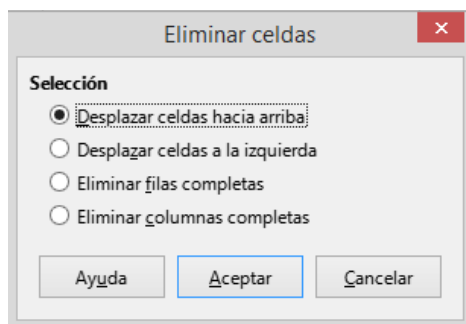 Eliminar celdas
Selección
Desplazar celdas hacia arriba
Desplazar celdas a la izquierda
Eliminar filas completas
Eliminar columnas completas
Ayuda Aceptar Cancelar